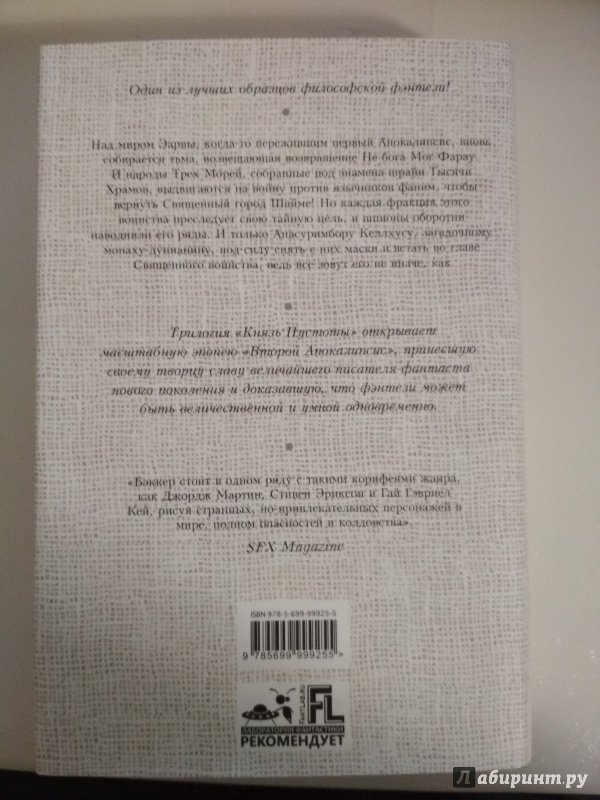 Один из лучших образцов философской фэнтези!
Над миром Эарвы, когда-то пережившим первый Апокалипсис, вновь
собирается тьма, возвещающая возвращение Не-бога Мог-Фарау.
И народы Трех Морей, собранные под знамена шрайи Тысячи
Храмов, выдвигаются на войну против язычников-фаним, чтобы
вернуть Священный город Шайме! Но каждая фракция этого
воинства преследует свою тайную цель, и шпионы-оборотни
наводнили его ряды. И только Анасуримбору Келлхусу, загадочному
монаху-дунианину, под силу снять с них маски и встать во главе
Священного воинства, ведь все зовут его не иначе, как
Трилогия «Князь Пустоты» открывает
масштабную эпопею «Второй Апокалипсис», принесшую
своему творцу славу величайшего писателя-фантаста
нового поколения и доказавшую, что фэнтези может
быть величественной и умной одновременно.
«Бэккер стоит в одном ряду с такими корифеями жанра,
как Джордж Мартин, Стивен Эриксон и Гай Гэвриел
Кей, рисуя странных, но привлекательных персонажей в
мире, полном опасностей и колдовства».
SFX Magazine
ISBN 978-5-699-99925-5
9 785699 999255>
FANTLAB.RU
FL
ЛАБОРАТОРИЯ ФАНТАСТИКИ
РЕКОМЕНДУЕТ
Лабиринт.ру